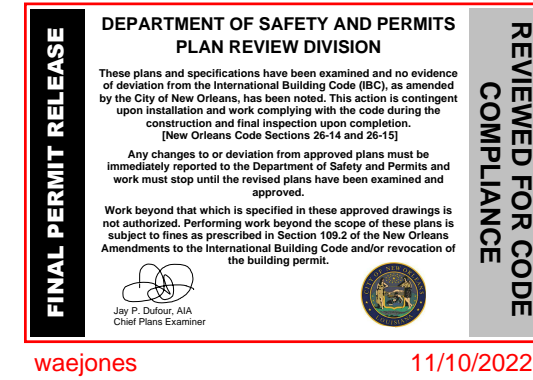 FINAL PERMIT RELEASE
DEPARTMENT OF SAFETY AND PERMITS
PLAN REVIEW DIVISION
These plans and specifications have been examined and no evidence
of deviation from the International Building Code (IBC), as amended
by the City of New Orleans, has been noted. This action is contingent
upon installation and work complying with the code during the
construction and final inspection upon completion.
[New Orleans Code Sections 26-14 and 26-15]
Any changes to or deviation from approved plans must be
immediately reported to the Department of Safety and Permits and
work must stop until the revised plans have been examined and
approved.
Work beyond that which is specified in these approved drawings is
not authorized. Performing work beyond the scope of these plans is
subject to fines as prescribed in Section 109.2 of the New Orleans
Amendments to the International Building Code and/or revocation of
the building permit.
Jay P. Dufour, AIA
Chief Plans Examiner
CITY OF NEW ORLEANS
LOUISIANA
REVIEWED FOR CODE
COMPLIANCE
waejones
11/10/2022